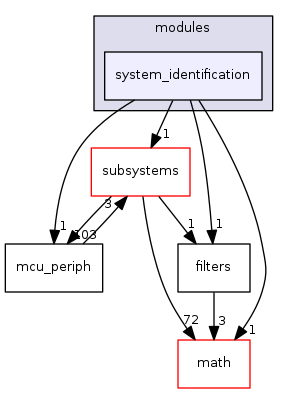 modules
system_identification
1
subsystems
3
1
103
1
1
mcu_periph
filters
72
3
1
math